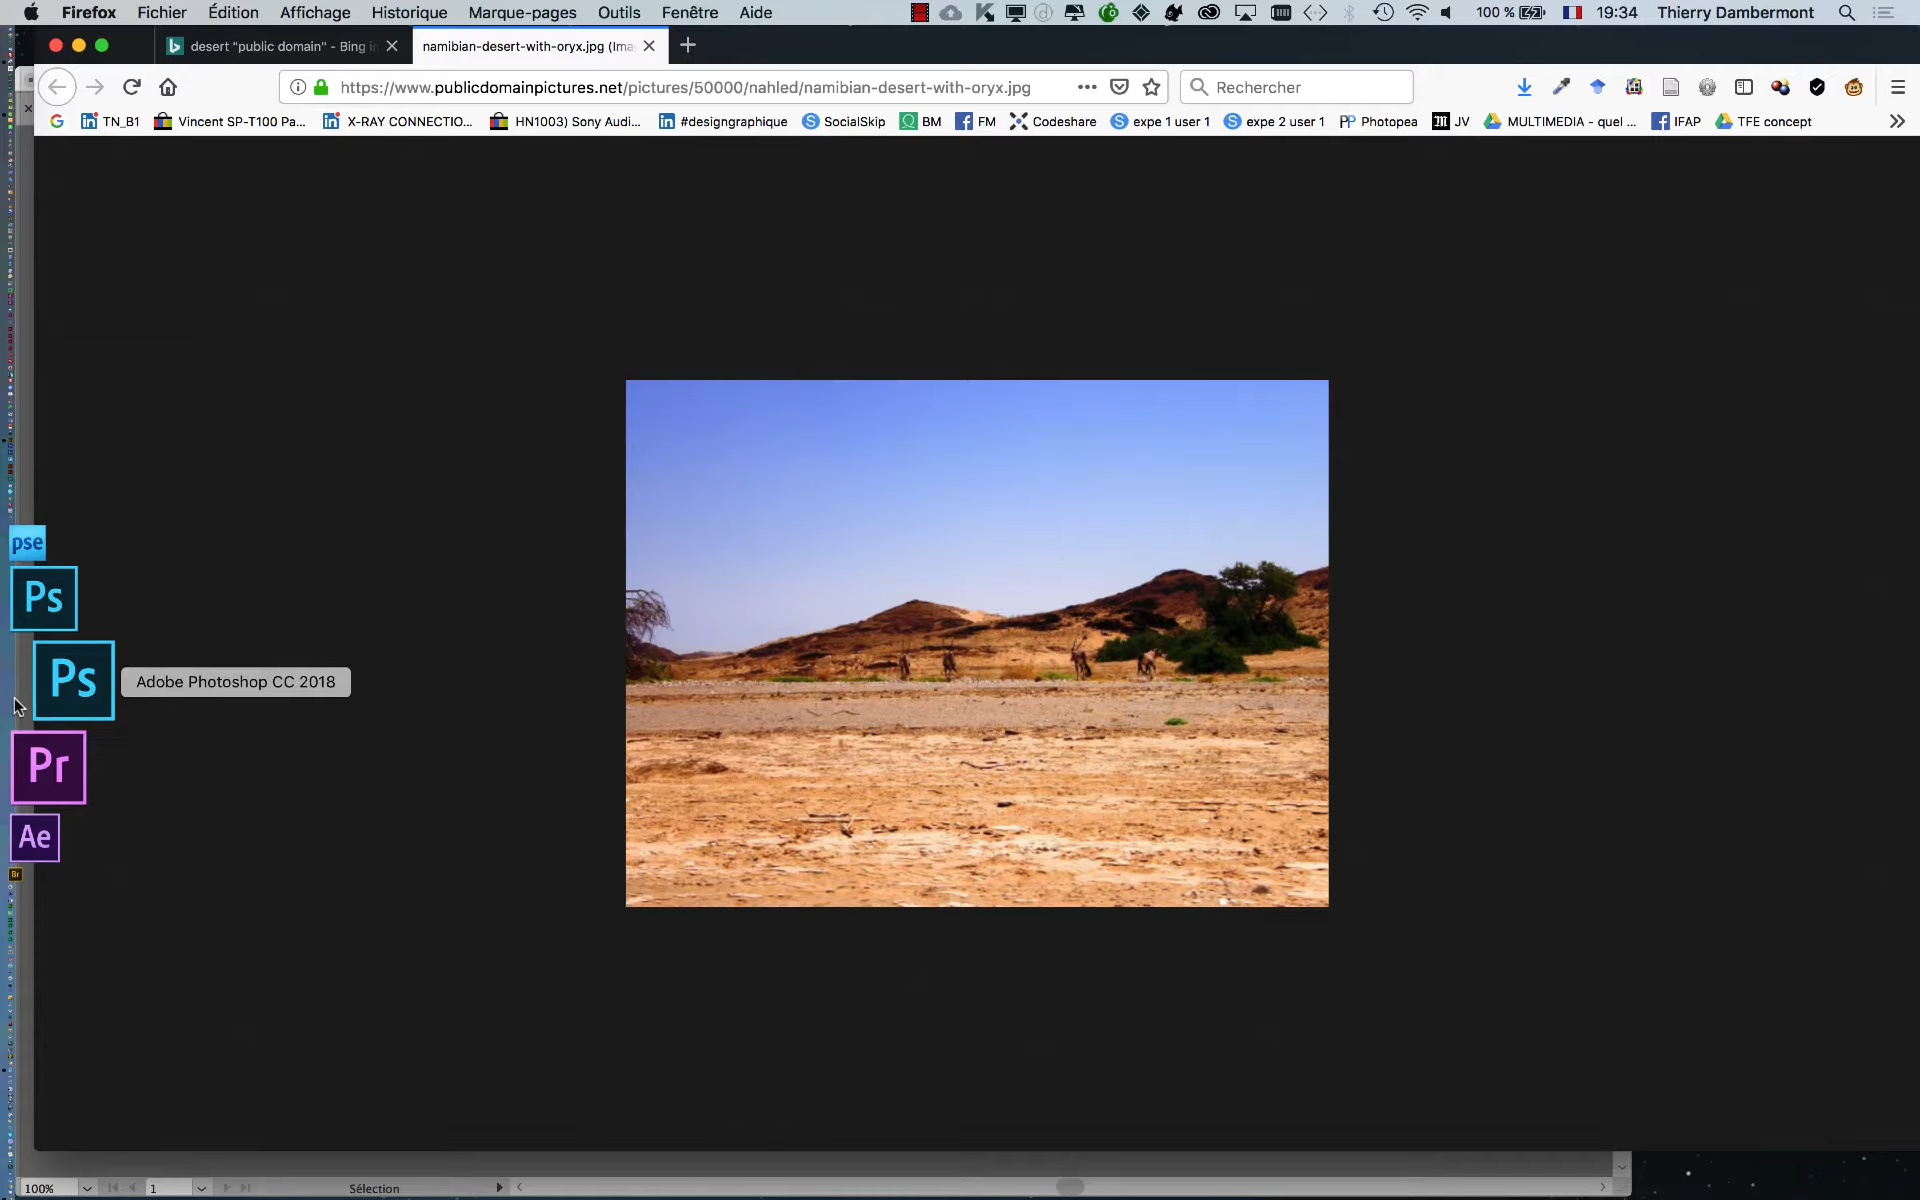 Firefox Fichier Édition Affichage Historique Marque-pages Outils Fenêtre Aide 100 % 19:34 Thierry Dambermont
desert "public domain" - Bing in namibian-desert-with-oryx.jpg (Ima
https://www.publicdomainpictures.net/pictures/50000/nahled/namibian-desert-with-oryx.jpg Rechercher
TN_B1 Vincent SP-T100 Pa... X-RAY CONNECTIO... HN1003) Sony Audi... #designgraphique SocialSkip BM FM Codeshare expe 1 user 1 expe 2 user 1 Photopea JV MULTIMEDIA - quel ... IFAP TFE concept
pse
Ps
Ps Adobe Photoshop CC 2018
Pr
Ae
Br
100% 1 Sélection